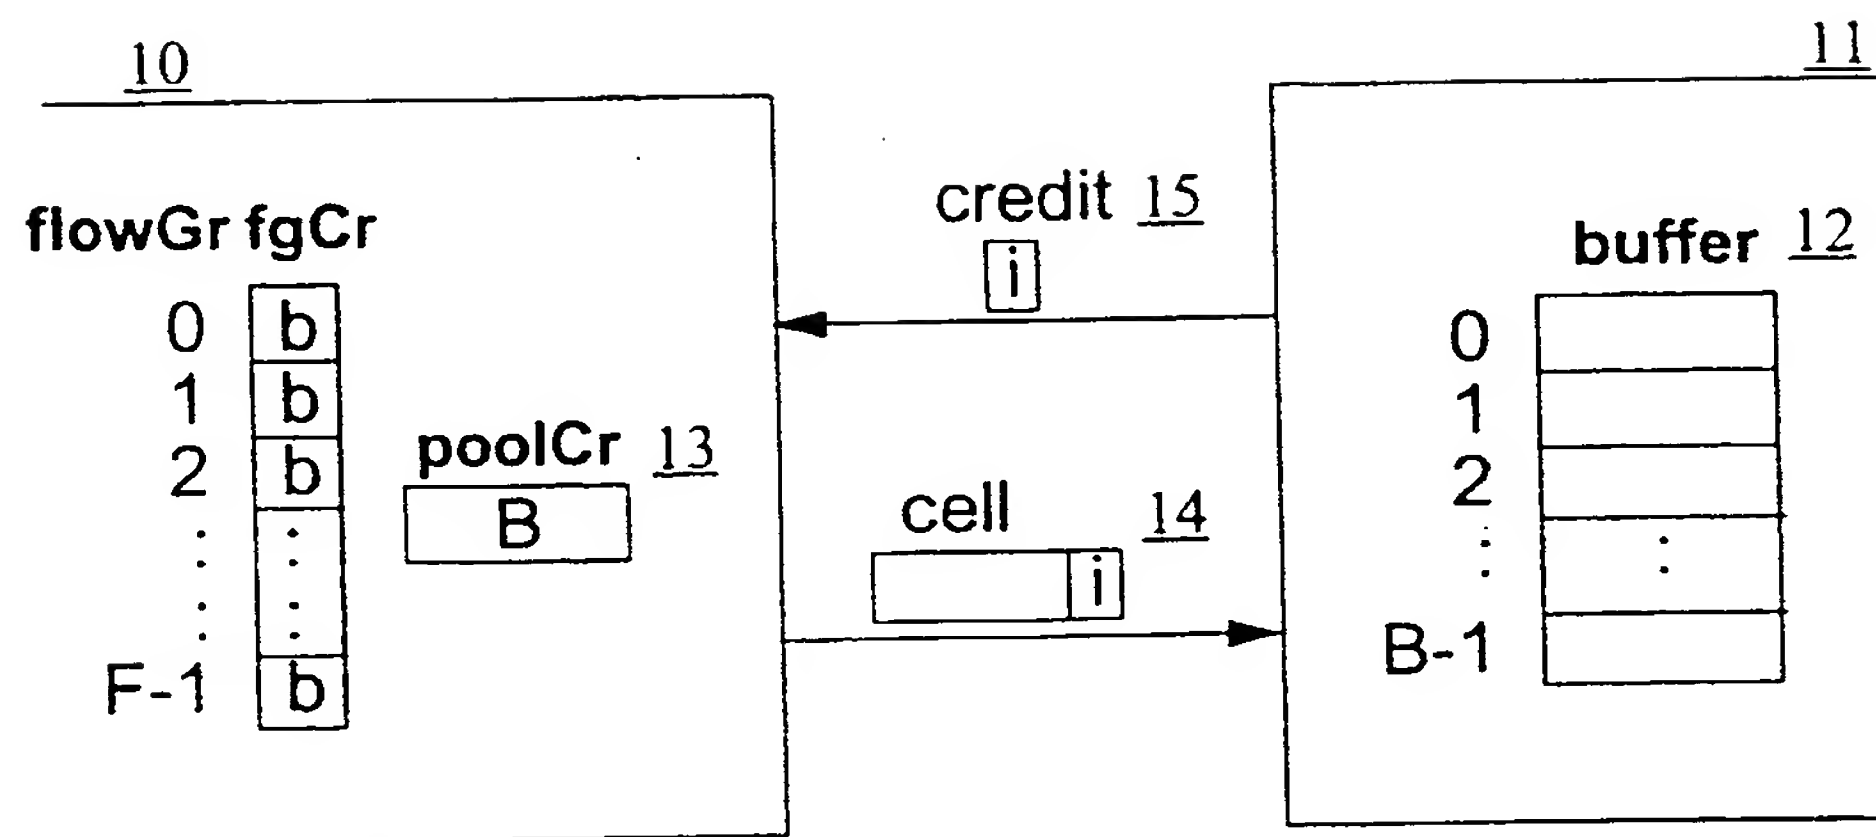 10
11
flowGr fgCr
0 b
1 b
2 b
F-1 b
poolCr 13
B
credit 15
i
cell 14
i
buffer 12
0
1
2
B-1